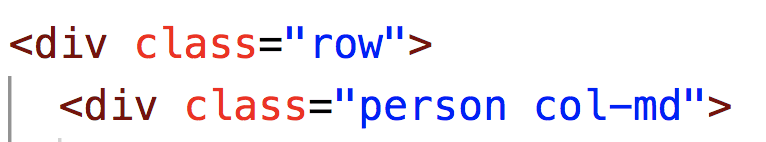 <div class="row">
<div class="person col-md">